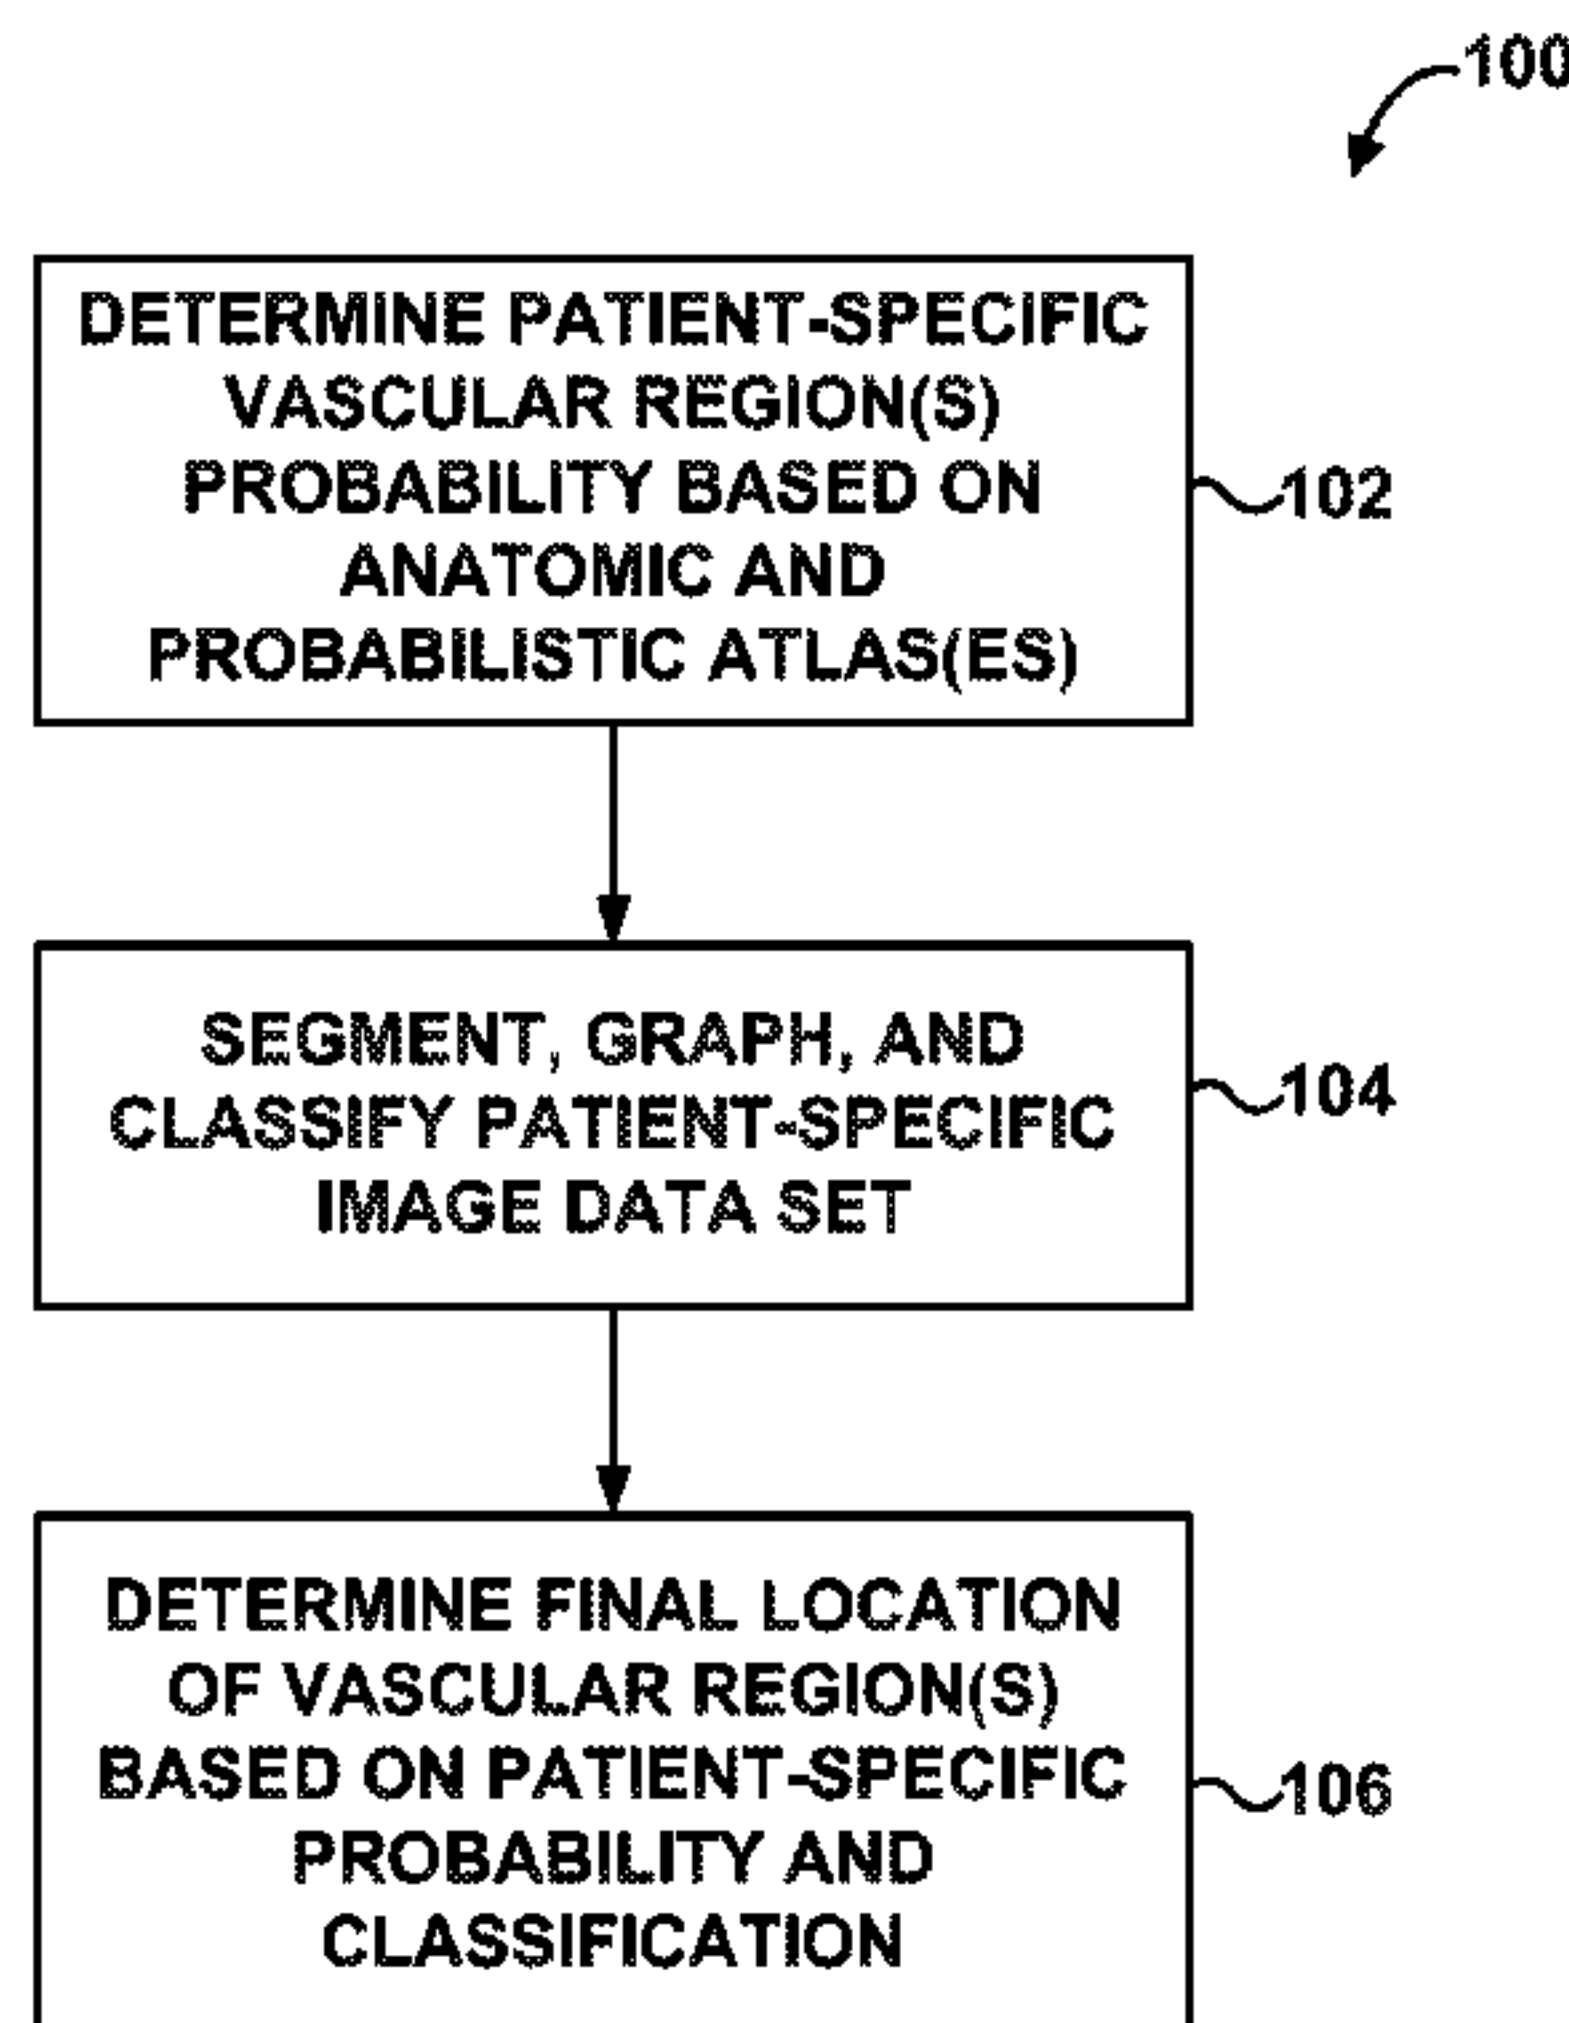 100
DETERMINE PATIENT-SPECIFIC
VASCULAR REGION(S)
PROBABILITY BASED ON
ANATOMIC AND
PROBABILISTIC ATLAS(ES)
102
SEGMENT, GRAPH, AND
CLASSIFY PATIENT-SPECIFIC
IMAGE DATA SET
104
DETERMINE FINAL LOCATION
OF VASCULAR REGION(S)
BASED ON PATIENT-SPECIFIC
PROBABILITY AND
CLASSIFICATION
106